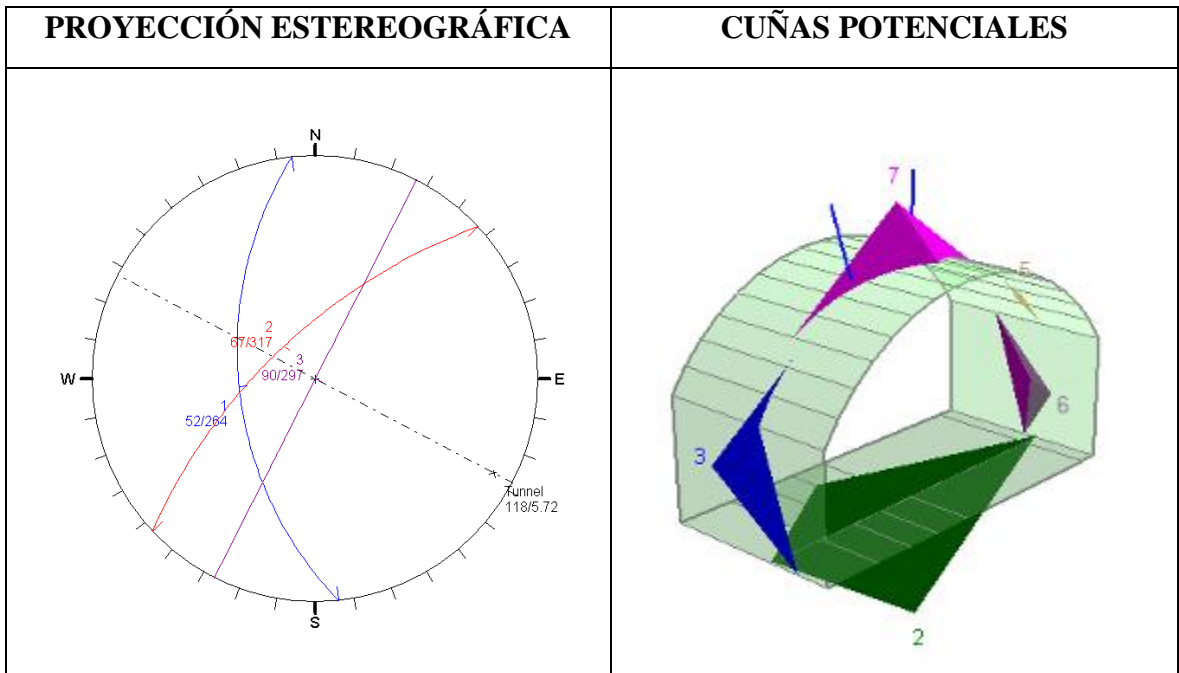 PROYECCIÓN ESTEREOGRÁFICA
CUÑAS POTENCIALES
N
2
67/317
3
90/297
W
E
1
52/264
Tunnel
118/5.72
S
7
5
3
6
2